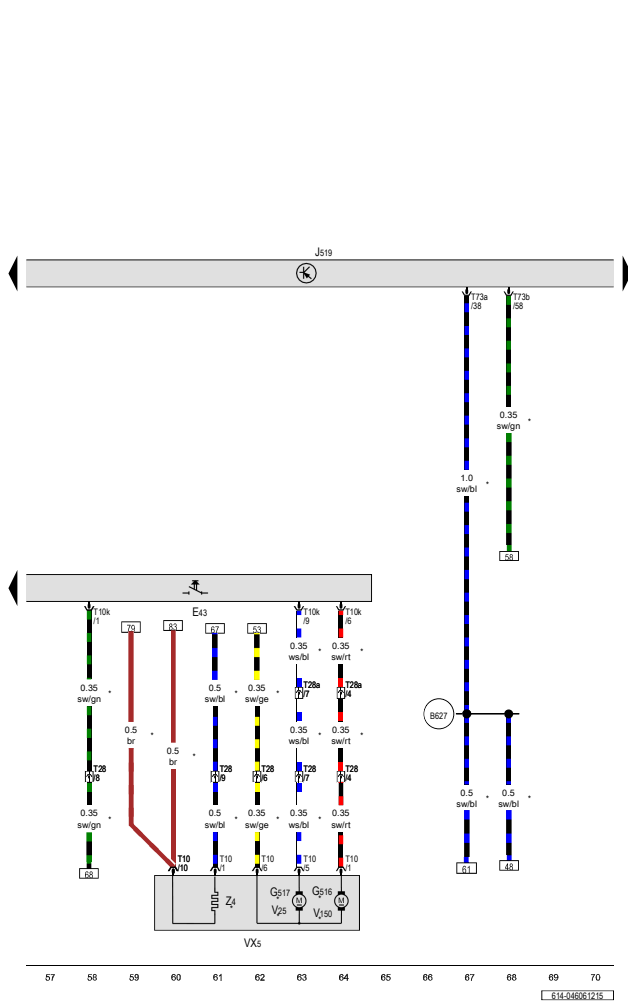 J519
T73a
/38
T73b
/58
0.35
sw/gn
*
1.0
sw/bl
*
58
E43
T10k
/1
T10k
/9
T10k
/6
79
83
67
53
0.35
ws/bl
*
0.35
sw/rt
*
T28a
/7
T28a
/4
0.35
sw/gn
*
0.5
sw/bl
*
0.35
sw/ge
*
B627
0.5
br
*
0.5
br
*
0.35
ws/bl
*
0.35
sw/rt
*
T28
/8
T28
/9
T28
/6
T28
/7
T28
/4
0.35
sw/gn
*
0.5
sw/bl
*
0.35
sw/ge
*
0.35
ws/bl
*
0.35
sw/rt
*
0.5
sw/bl
*
0.5
sw/bl
*
68
T10
/10
T10
/1
T10
/6
T10
/5
T10
/1
61
48
Z4
*
G517
*
M
V25
*
G516
*
M
V150
*
VX5
57 58 59 60 61 62 63 64 65 66 67 68 69 70
614-046061215